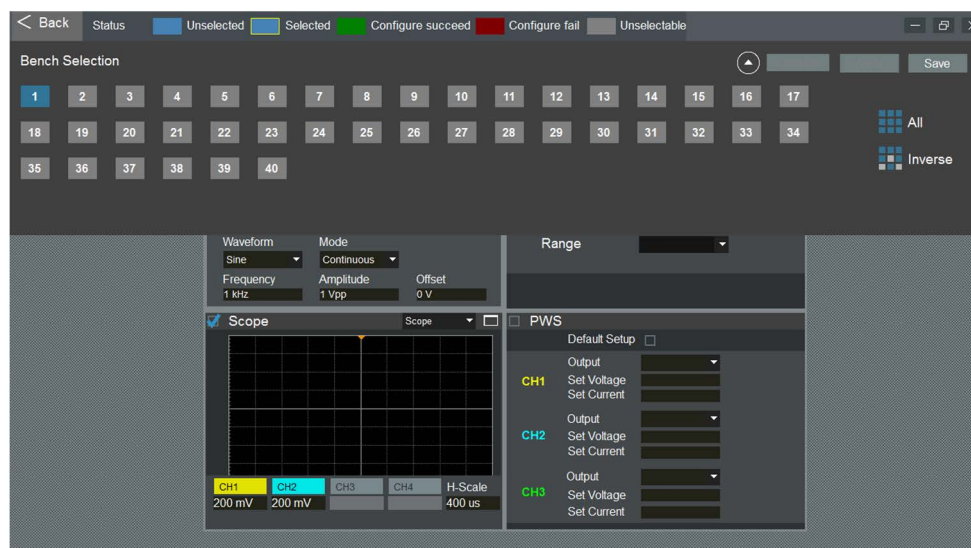 < Back Status Unselected Selected Configure succeed Configure fail Unselectable
Bench Selection Save
1 2 3 4 5 6 7 8 9 10 11 12 13 14 15 16 17
18 19 20 21 22 23 24 25 26 27 28 29 30 31 32 33 34
35 36 37 38 39 40
All
Inverse
Waveform Mode
Sine Continuous
Frequency Amplitude Offset
1 kHz 1 Vpp 0 V
Range
Scope Scope
CH1 CH2 CH3 CH4 H-Scale
200 mV 200 mV 400 us
PWS
Default Setup
Output
CH1 Set Voltage
Set Current
Output
CH2 Set Voltage
Set Current
Output
CH3 Set Voltage
Set Current